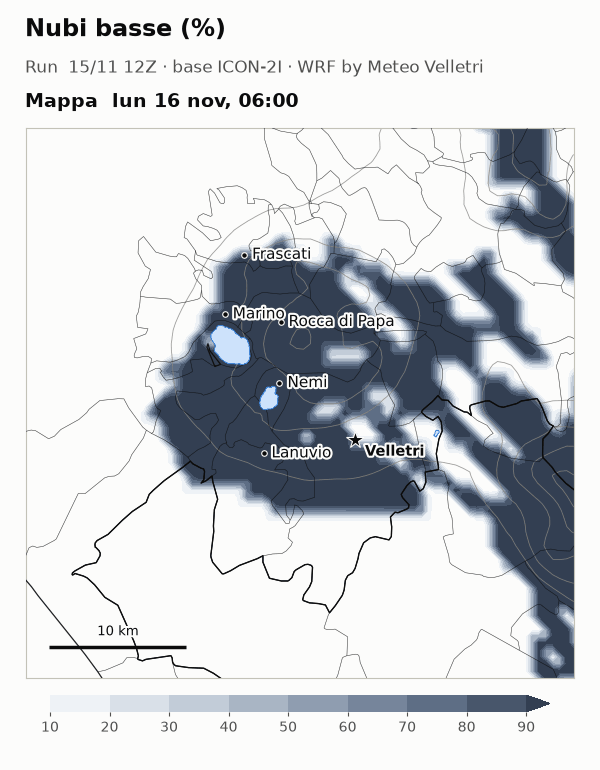 Nubi basse (%)
Run  15/11 12Z · base ICON-2I · WRF by Meteo Velletri
Mappa  lun 16 nov, 06:00
Frascati
Marino
Rocca di Papa
Nemi
Lanuvio
Velletri
10 km
10 20 30 40 50 60 70 80 90